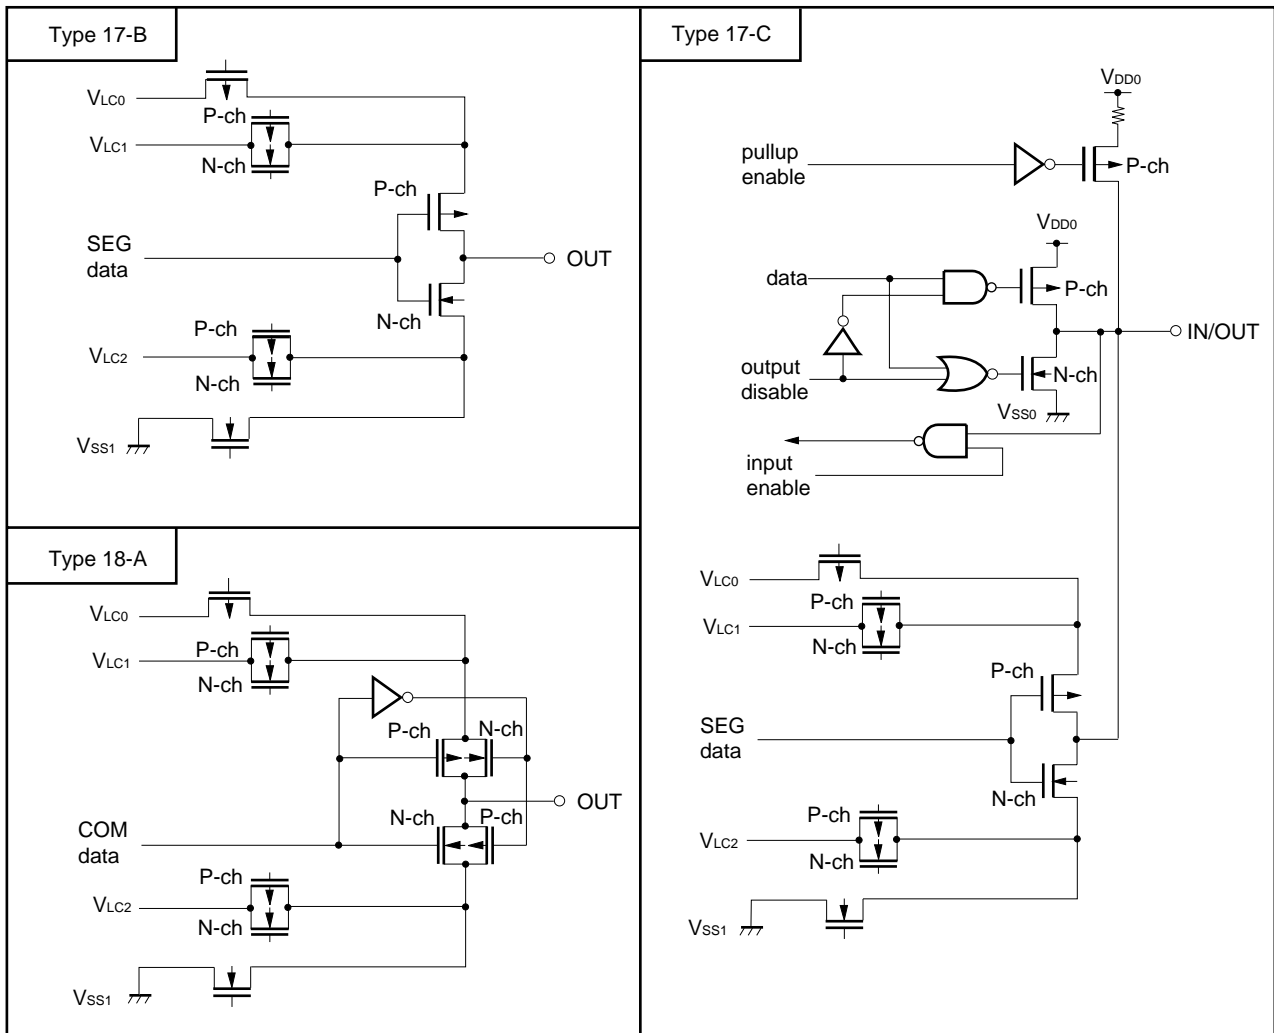 Type 17-B
VLC0
P-ch
VLC1
N-ch
P-ch
SEG
data
OUT
N-ch
P-ch
VLC2
N-ch
VSS1
Type 18-A
VLC0
P-ch
VLC1
N-ch
P-ch
N-ch
OUT
N-ch
P-ch
COM
data
P-ch
VLC2
N-ch
VSS1
Type 17-C
VDD0
pullup
enable
P-ch
VDD0
data
P-ch
IN/OUT
output
disable
N-ch
VSS0
input
enable
VLC0
P-ch
VLC1
N-ch
P-ch
SEG
data
N-ch
P-ch
VLC2
N-ch
VSS1